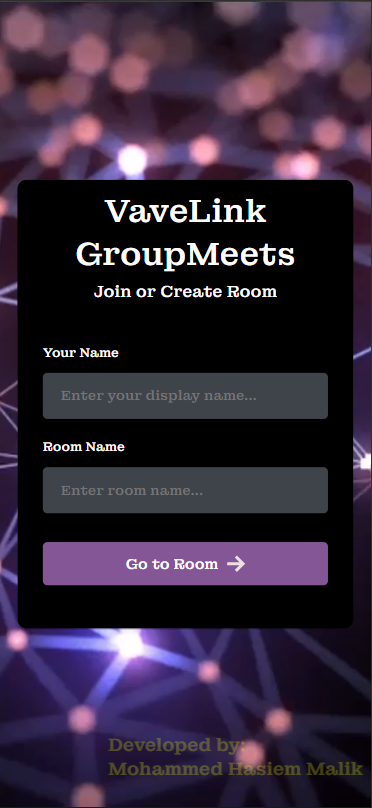 VaveLink
GroupMeets
Join or Create Room
Your Name
Enter your display name...
Room Name
Enter room name...
Go to Room
Developed by:
Mohammed Hasiem Malik